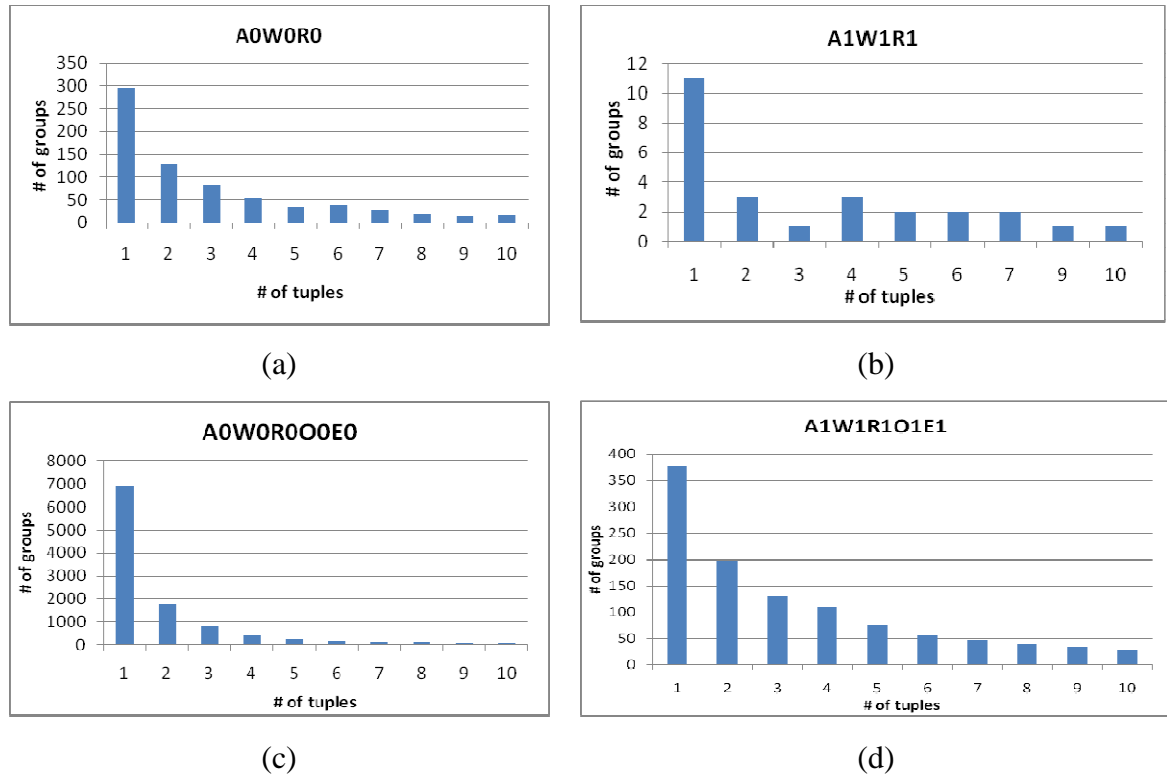 A0W0R0
350
300
250
200
150
100
50
0
# of groups
1 2 3 4 5 6 7 8 9 10
# of tuples
(a)
A1W1R1
12
10
8
6
4
2
0
# of groups
1 2 3 4 5 6 7 9 10
# of tuples
(b)
A0W0R0O0E0
8000
7000
6000
5000
4000
3000
2000
1000
0
# of groups
1 2 3 4 5 6 7 8 9 10
# of tuples
(c)
A1W1R1O1E1
400
350
300
250
200
150
100
50
0
# of groups
1 2 3 4 5 6 7 8 9 10
# of tuples
(d)